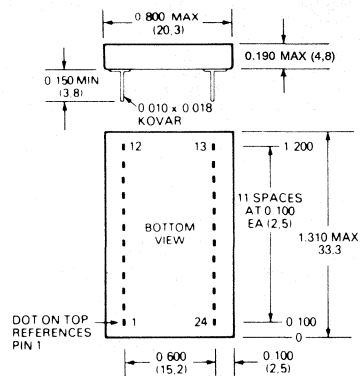 0 800 MAX
(20,3)
0.190 MAX (4,8)
0 150 MIN
(3,8)
0 010 x 0 018
KOVAR
12 13
1 200
11 SPACES
AT 0 100
EA (2,5)
BOTTOM
VIEW
1.310 MAX
33,3
DOT ON TOP
REFERENCES
PIN 1
1 24
0 100
0
0 600
(15,2)
0 100
(2,5)